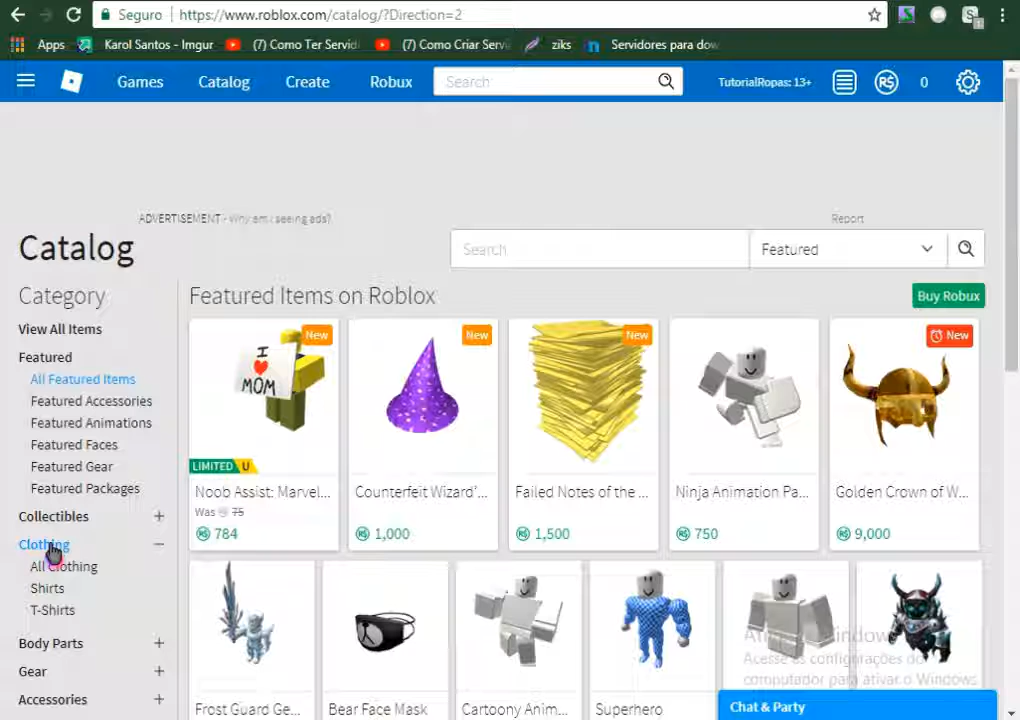 Seguro https://www.roblox.com/catalog/?Direction=2
Apps Karol Santos - Imgur (7) Como Ter Servid (7) Como Criar Serv ziks Servidores para dow
Games Catalog Create Robux Search TutorialRopas: 13+ 0
ADVERTISEMENT - Why am I seeing ads? Report
Catalog
Search Featured
Category
Featured Items on Roblox
Buy Robux
View All Items
Featured
All Featured Items
Featured Accessories
Featured Animations
Featured Faces
Featured Gear
Featured Packages
Collectibles +
Clothing −
All Clothing
Shirts
T-Shirts
Body Parts +
Gear +
Accessories +
New New New New
I
MOM
LIMITED U
Noob Assist: Marvel... Counterfeit Wizard'... Failed Notes of the ... Ninja Animation Pa... Golden Crown of W...
Was R$ 75
R$ 784 R$ 1,000 R$ 1,500 R$ 750 R$ 9,000
Frost Guard Ge... Bear Face Mask Cartoony Anim... Superhero
Ativar o Windows
Acesse as configurações do
computador para ativar o Windows
Chat & Party